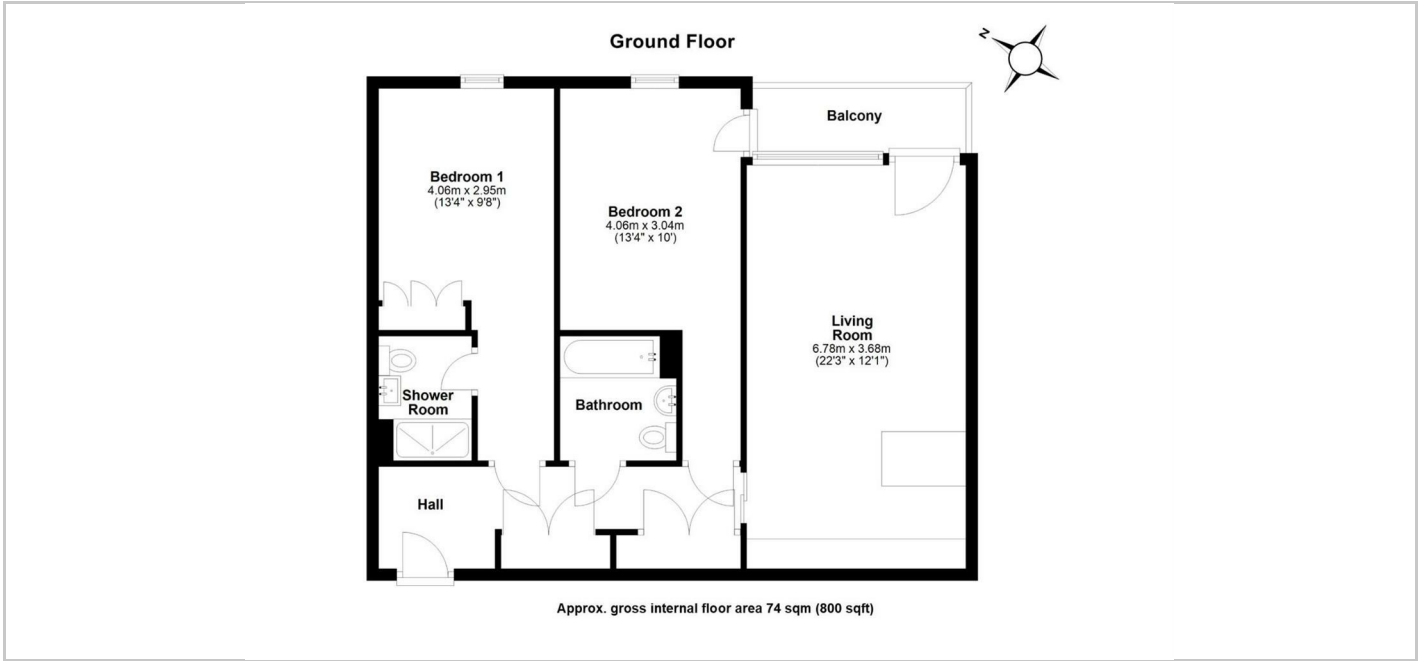 Ground Floor
N
Balcony
Bedroom 1
4.06m x 2.95m
(13'4" x 9'8")
Bedroom 2
4.06m x 3.04m
(13'4" x 10')
Living
Room
6.78m x 3.68m
(22'3" x 12'1")
Shower
Room
Bathroom
Hall
Approx. gross internal floor area 74 sqm (800 sqft)